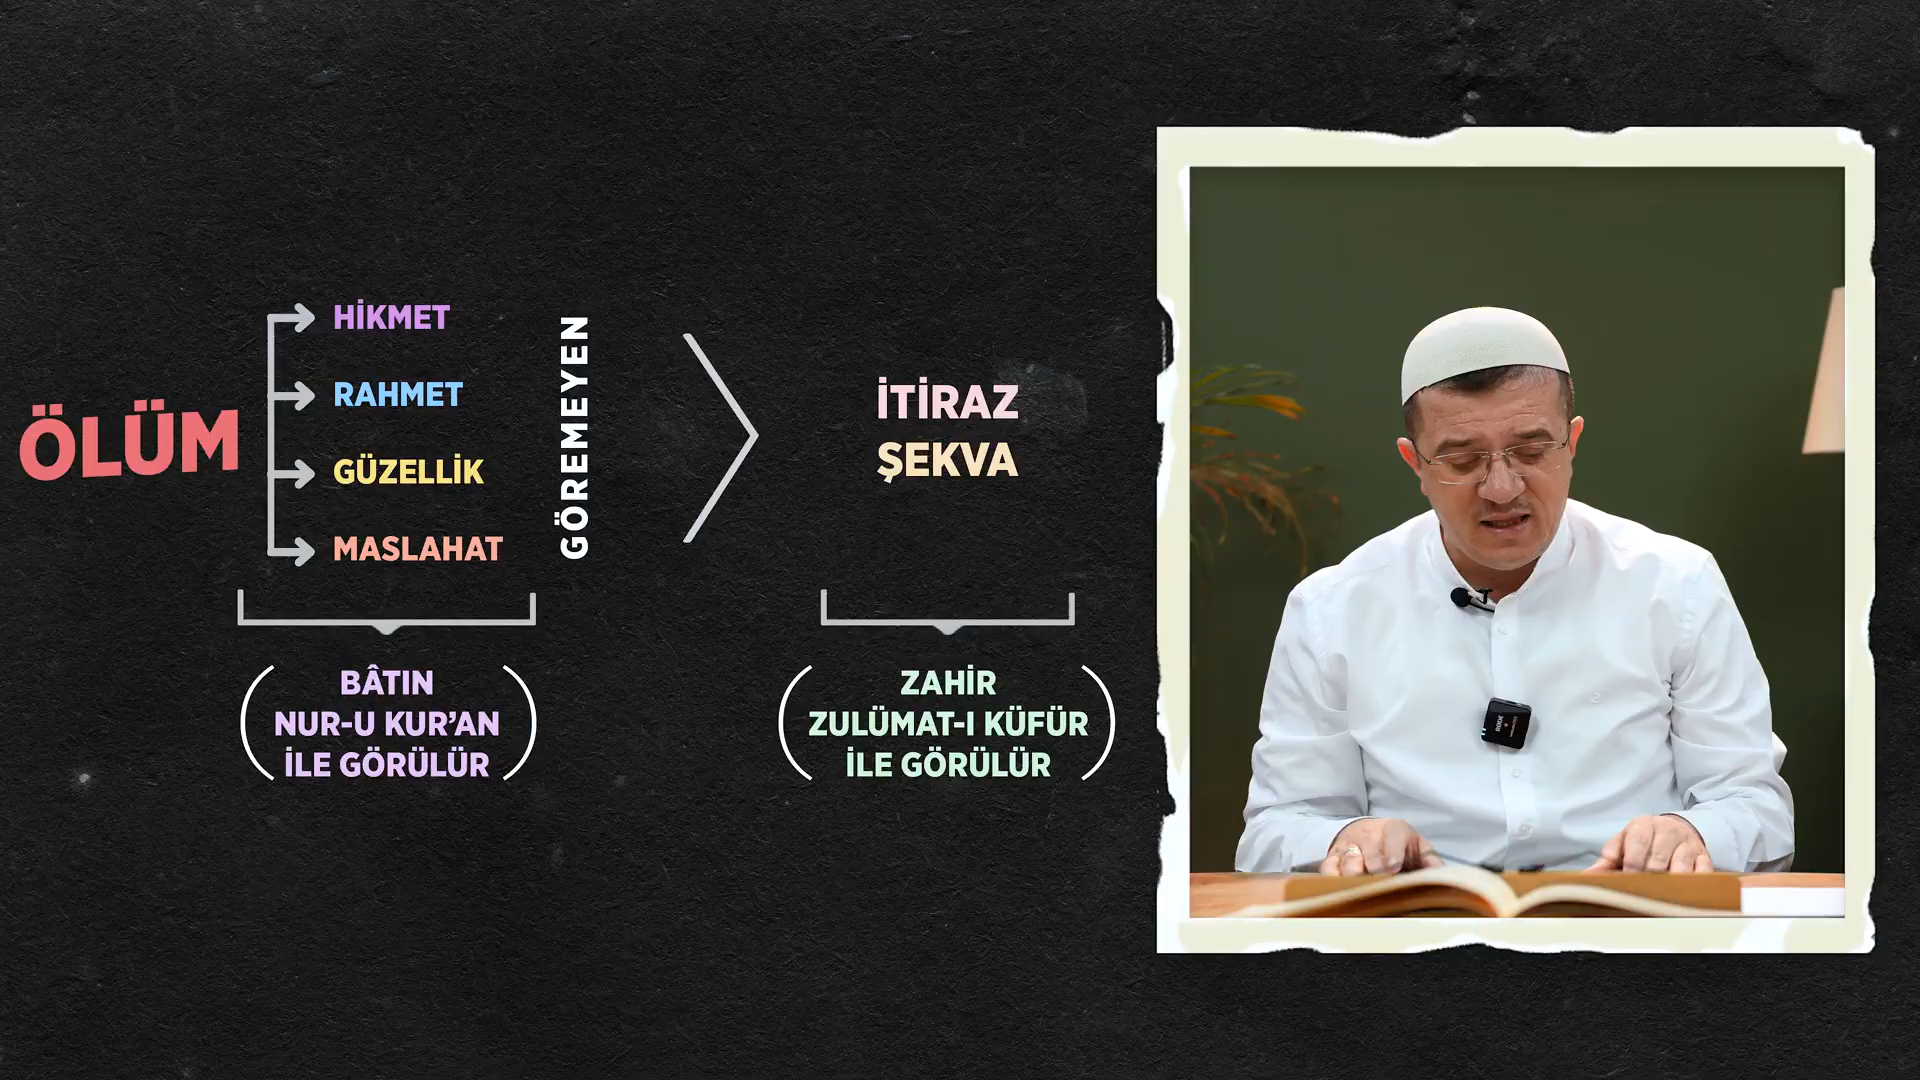 ÖLÜM
HİKMET
RAHMET
GÜZELLİK
MASLAHAT
GÖREMEYEN
İTİRAZ
ŞEKVA
BÂTIN
NUR-U KUR'AN
İLE GÖRÜLÜR
ZAHİR
ZULÜMAT-I KÜFÜR
İLE GÖRÜLÜR
RODE